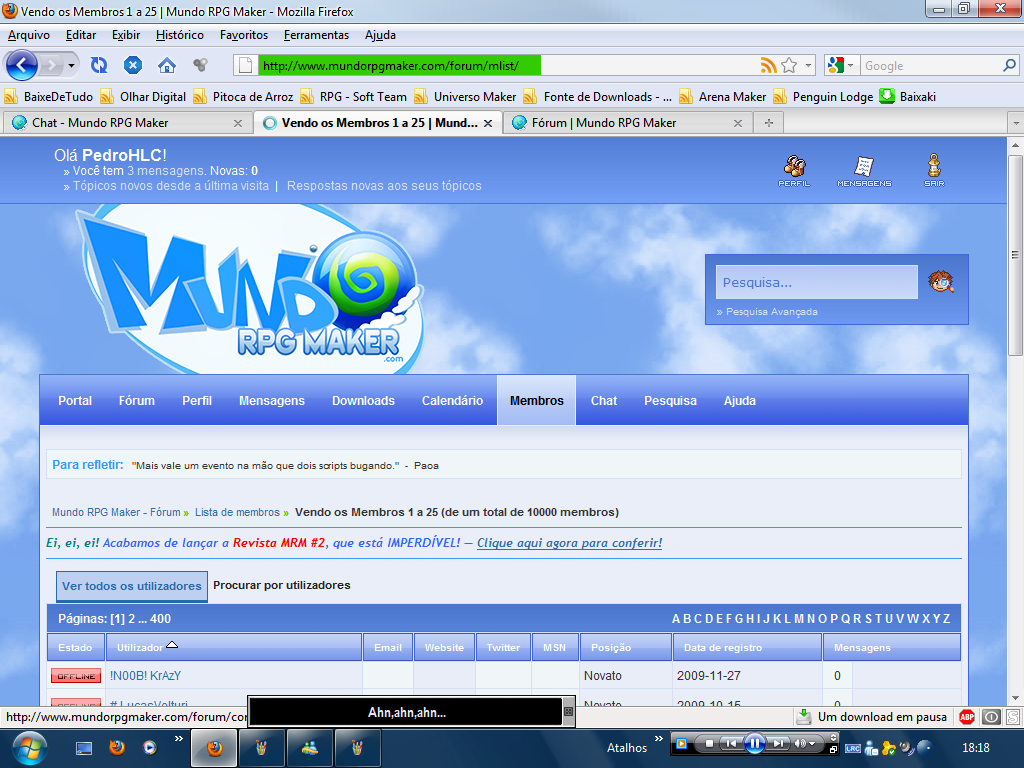 Vendo os Membros 1 a 25 | Mundo RPG Maker - Mozilla Firefox
Arquivo Editar Exibir Histórico Favoritos Ferramentas Ajuda
http://www.mundorpgmaker.com/forum/mlist/ Google
BaixeDeTudo Olhar Digital Pitoca de Arroz RPG - Soft Team Universo Maker Fonte de Downloads - ... Arena Maker Penguin Lodge Baixaki
Chat - Mundo RPG Maker Vendo os Membros 1 a 25 | Mund... Fórum | Mundo RPG Maker
Olá PedroHLC!
» Você tem 3 mensagens. Novas: 0
» Tópicos novos desde a última visita | Respostas novas aos seus tópicos
PERFIL MENSAGENS SAIR
MUNDO
RPG MAKER
.com
Pesquisa...
» Pesquisa Avançada
Portal Fórum Perfil Mensagens Downloads Calendário Membros Chat Pesquisa Ajuda
Para refletir: "Mais vale um evento na mão que dois scripts bugando." - Paoa
Mundo RPG Maker - Fórum » Lista de membros » Vendo os Membros 1 a 25 (de um total de 10000 membros)
Ei, ei, ei! Acabamos de lançar a Revista MRM #2, que está IMPERDÍVEL! — Clique aqui agora para conferir!
Ver todos os utilizadores Procurar por utilizadores
Páginas: [1] 2 ... 400 A B C D E F G H I J K L M N O P Q R S T U V W X Y Z
Estado Utilizador Email Website Twitter MSN Posição Data de registro Mensagens
OFFLINE !N00B! KrAzY Novato 2009-11-27 0
OFFLINE # LucasVolturi Novato 2009-10-15 0
http://www.mundorpgmaker.com/forum/cor Ahn,ahn,ahn... Um download em pausa ABP
Atalhos LRC 18:18